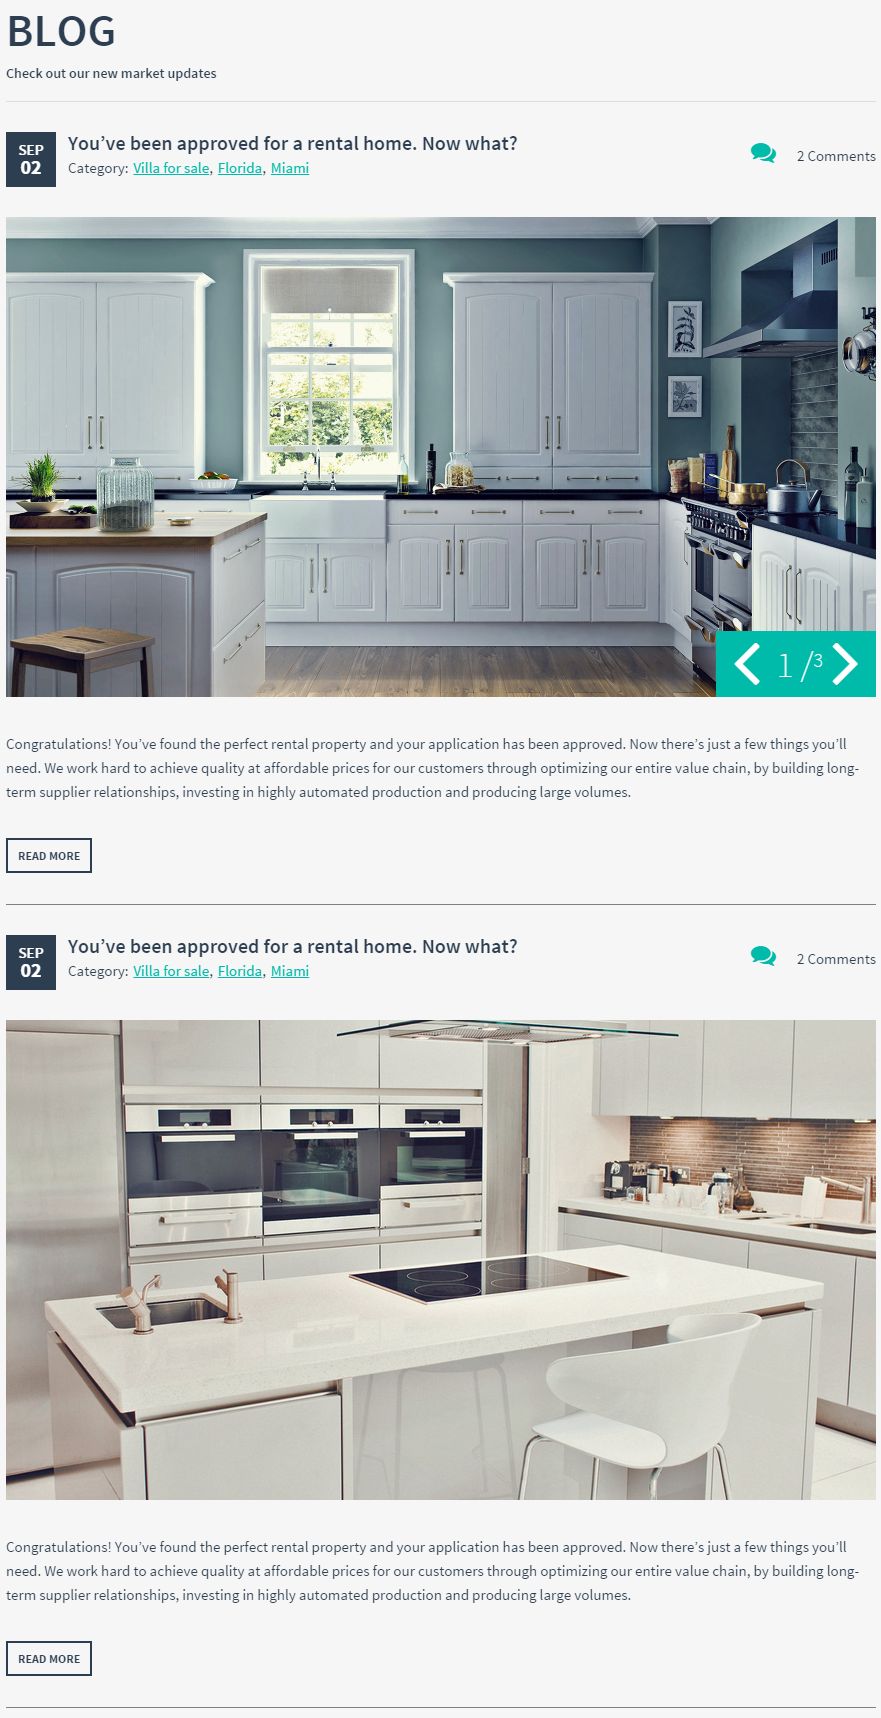 BLOG
Check out our new market updates
SEP
02
You’ve been approved for a rental home. Now what?
Category: Villa for sale, Florida, Miami
2 Comments
1 /3
Congratulations! You’ve found the perfect rental property and your application has been approved. Now there’s just a few things you’ll
need. We work hard to achieve quality at affordable prices for our customers through optimizing our entire value chain, by building long-
term supplier relationships, investing in highly automated production and producing large volumes.
READ MORE
SEP
02
You’ve been approved for a rental home. Now what?
Category: Villa for sale, Florida, Miami
2 Comments
Congratulations! You’ve found the perfect rental property and your application has been approved. Now there’s just a few things you’ll
need. We work hard to achieve quality at affordable prices for our customers through optimizing our entire value chain, by building long-
term supplier relationships, investing in highly automated production and producing large volumes.
READ MORE